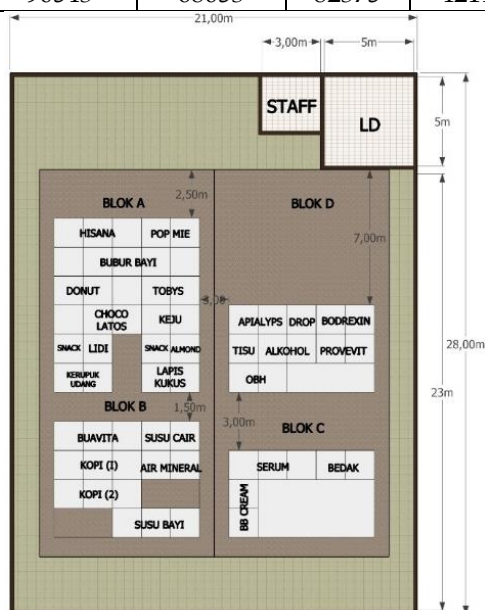 21,00m
3,00m
5m
STAFF
LD
5m
2,50m
BLOK A
BLOK D
7,00m
HISANA
POP MIE
BUBUR BAYI
DONUT
TOBYS
CHOCO
LATOS
KEJU
APIALYPS
DROP
BODREXIN
SNACK
LIDI
SNACK
ALMOND
TISU
ALKOHOL
PROVEVIT
KERUPUK
UDANG
LAPIS
KUKUS
OBH
28,00m
23m
BLOK B
1,50m
3,00m
BLOK C
BUAVITA
SUSU CAIR
KOPI (1)
AIR MINERAL
SERUM
BEDAK
KOPI (2)
BB CREAM
SUSU BAYI